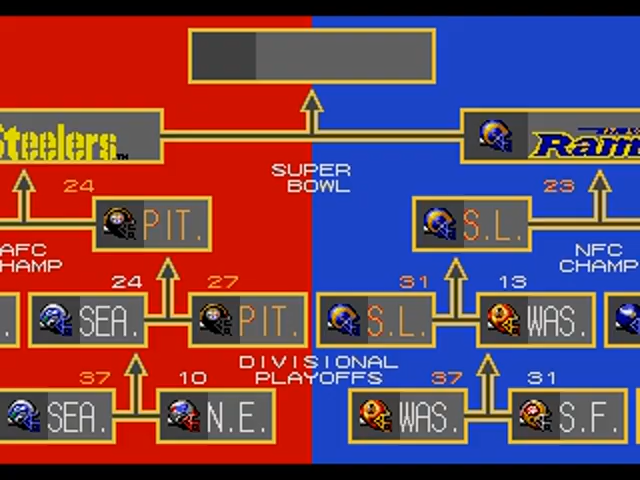 Steelers TM
Rams
24
SUPER
BOWL
23
PIT.
S.L.
AFC
CHAMP
NFC
CHAMP
24
27
31
13
SEA.
PIT.
S.L.
WAS.
DIVISIONAL
PLAYOFFS
37
10
37
31
SEA.
N.E.
WAS.
S.F.